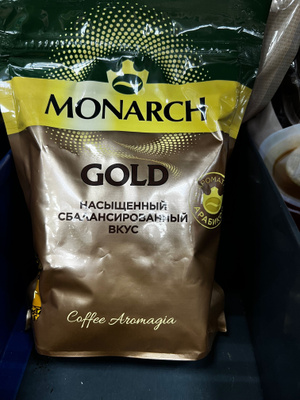 MONARCH
GOLD
НАСЫЩЕННЫЙ
СБАЛАНСИРОВАННЫЙ
ВКУС
Coffee Aromagia